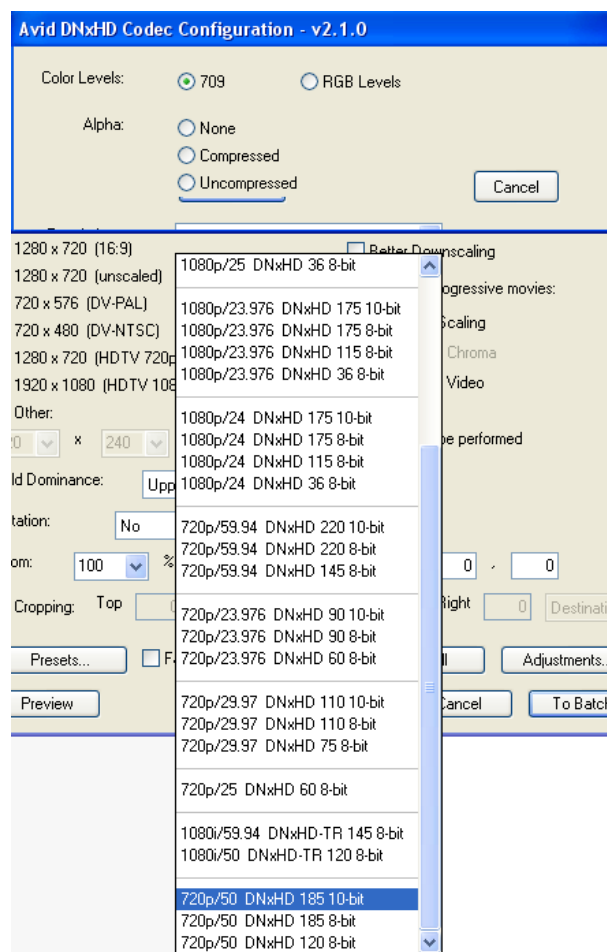 Avid DNxHD Codec Configuration - v2.1.0
Color Levels: 709 RGB Levels
Alpha: None
Compressed
Uncompressed
Cancel
1280 x 720 (16:9)
1280 x 720 (unscaled)
720 x 576 (DV-PAL)
720 x 480 (DV-NTSC)
1280 x 720 (HDTV 720p
1920 x 1080 (HDTV 108
Other:
x 240
ld Dominance: Upp
tation: No
om: 100 %
Cropping: Top 0
Presets... F
Preview
1080p/25 DNxHD 36 8-bit
1080p/23.976 DNxHD 175 10-bit
1080p/23.976 DNxHD 175 8-bit
1080p/23.976 DNxHD 115 8-bit
1080p/23.976 DNxHD 36 8-bit
1080p/24 DNxHD 175 10-bit
1080p/24 DNxHD 175 8-bit
1080p/24 DNxHD 115 8-bit
1080p/24 DNxHD 36 8-bit
720p/59.94 DNxHD 220 10-bit
720p/59.94 DNxHD 220 8-bit
720p/59.94 DNxHD 145 8-bit
720p/23.976 DNxHD 90 10-bit
720p/23.976 DNxHD 90 8-bit
720p/23.976 DNxHD 60 8-bit
720p/29.97 DNxHD 110 10-bit
720p/29.97 DNxHD 110 8-bit
720p/29.97 DNxHD 75 8-bit
720p/25 DNxHD 60 8-bit
1080i/59.94 DNxHD-TR 145 8-bit
1080i/50 DNxHD-TR 120 8-bit
720p/50 DNxHD 185 10-bit
720p/50 DNxHD 185 8-bit
720p/50 DNxHD 120 8-bit
Better Downscaling
ogressive movies:
Scaling
Chroma
Video
be performed
0 , 0
Right 0 Destinati
Adjustments..
Cancel To Batch